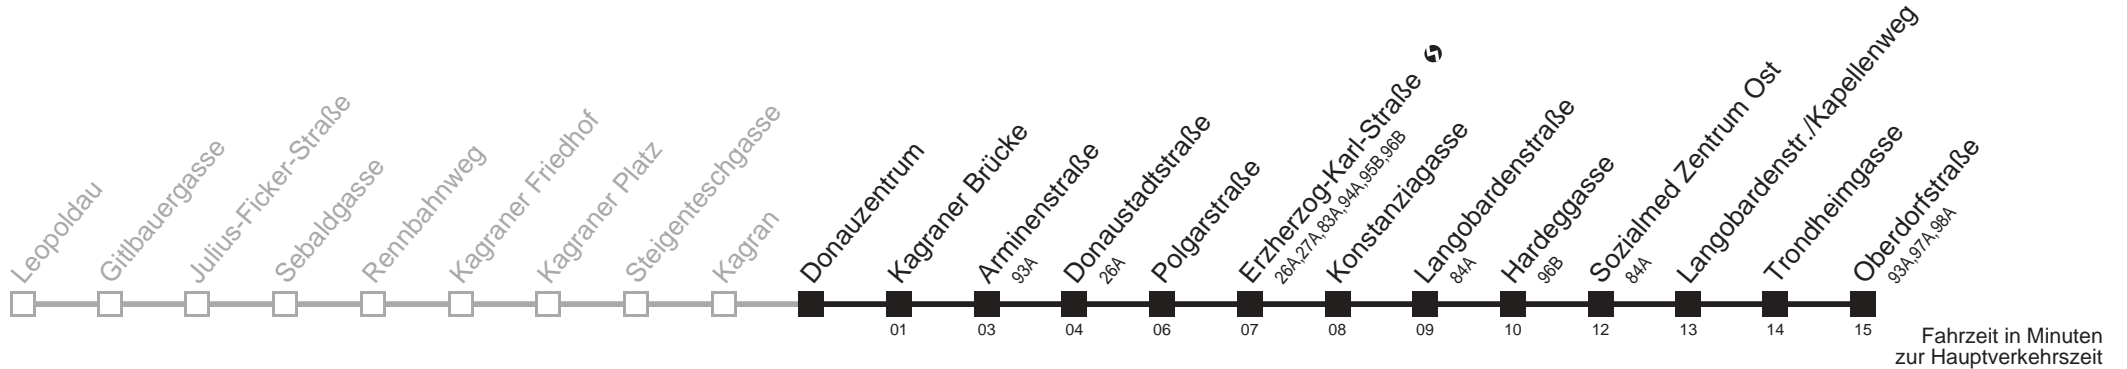 Leopoldau
Gitlbauergasse
Julius-Ficker-Straße
Sebaldgasse
Rennbahnweg
Kagraner Friedhof
Kagraner Platz
Steigenteschgasse
Kagran
Donauzentrum
Kagraner Brücke
01
Arminenstraße
93A
03
Donaustadtstraße
26A
04
Polgarstraße
06
Erzherzog-Karl-Straße
26A,27A,83A,94A,95B,96B
07
Konstanziagasse
08
Langobardenstraße
84A
09
Hardeggasse
96B
10
Sozialmed Zentrum Ost
84A
12
Langobardenstr./Kapellenweg
13
Trondheimgasse
14
Oberdorfstraße
93A,97A,98A
15
Fahrzeit in Minuten
zur Hauptverkehrszeit